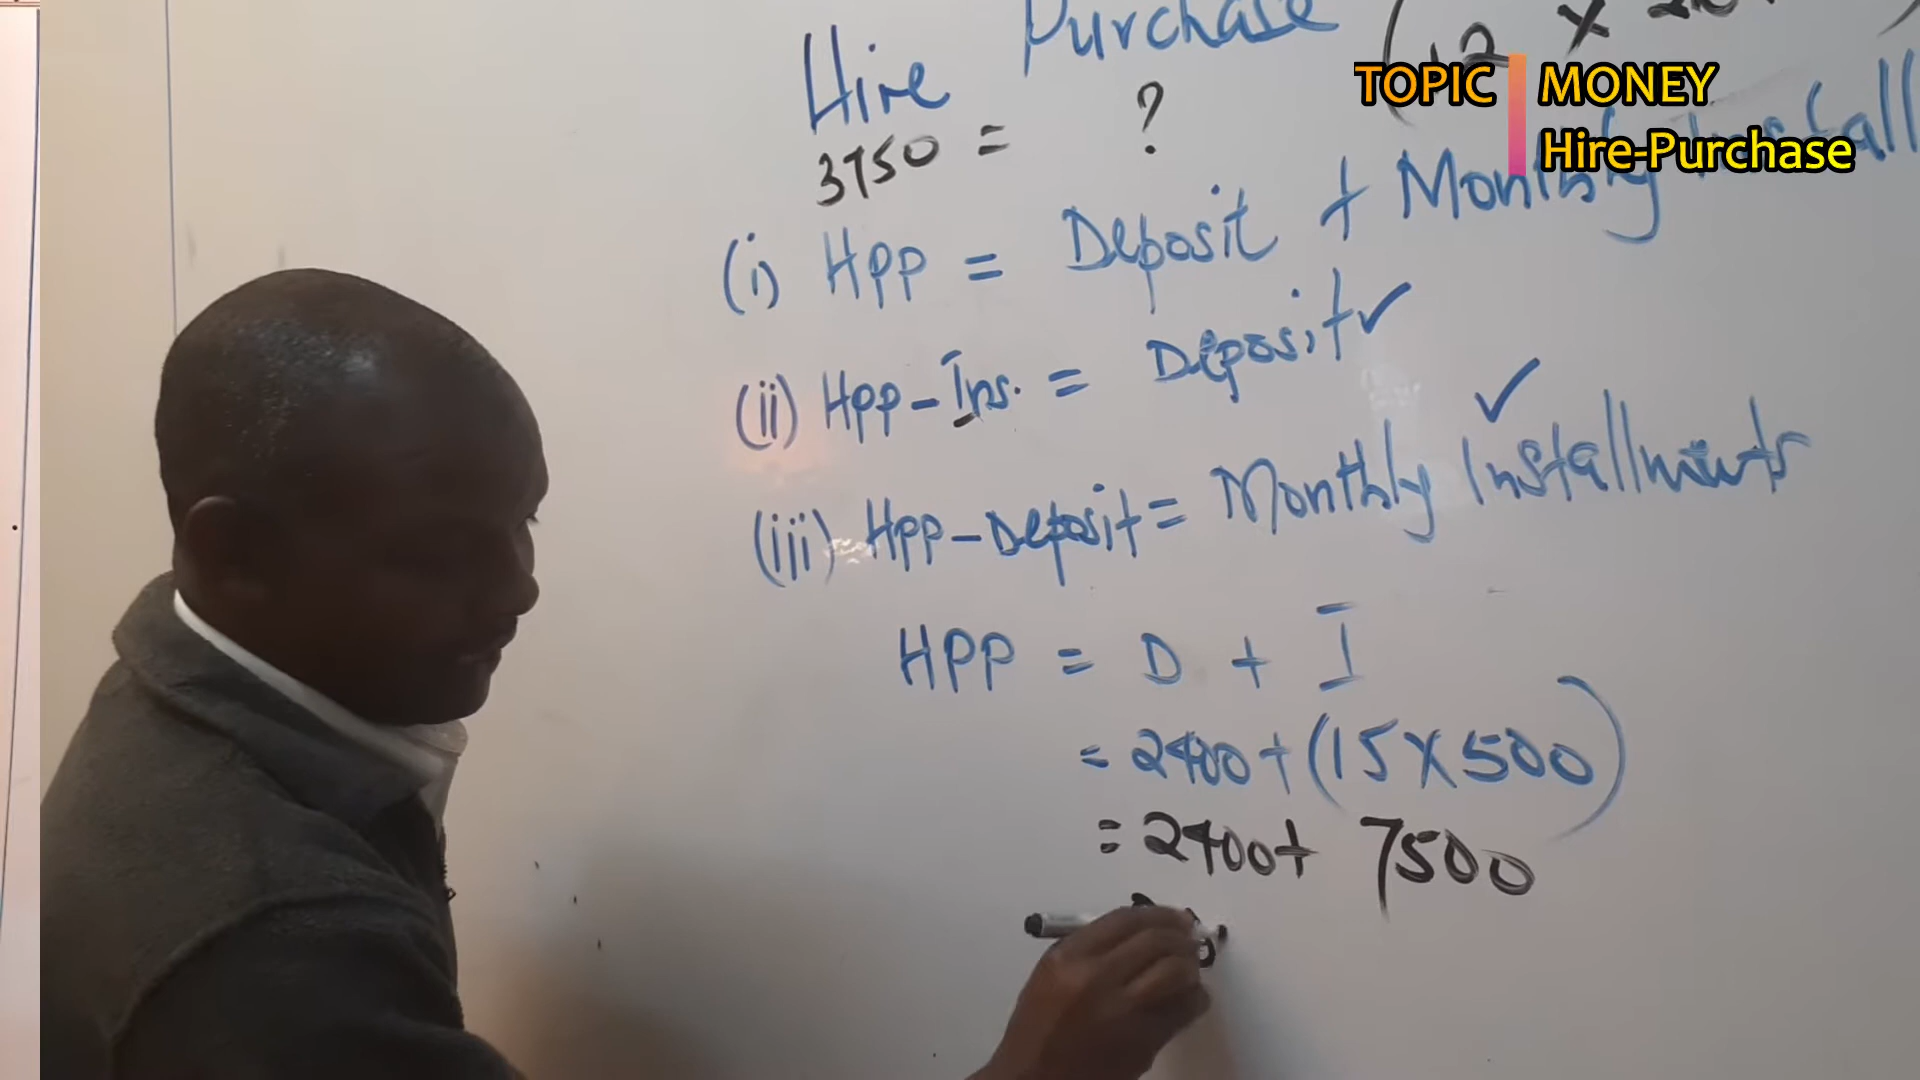 Hire Purchase
TOPIC MONEY
Hire-Purchase
3750 = ?
(i) HPP = Deposit + Monthly Install
(ii) Hpp - Ins. = Deposit ✓
(iii) Hpp - Deposit = Monthly Installments ✓
HPP = D + I
= 2400 + (15 X 500)
= 2400 + 7500